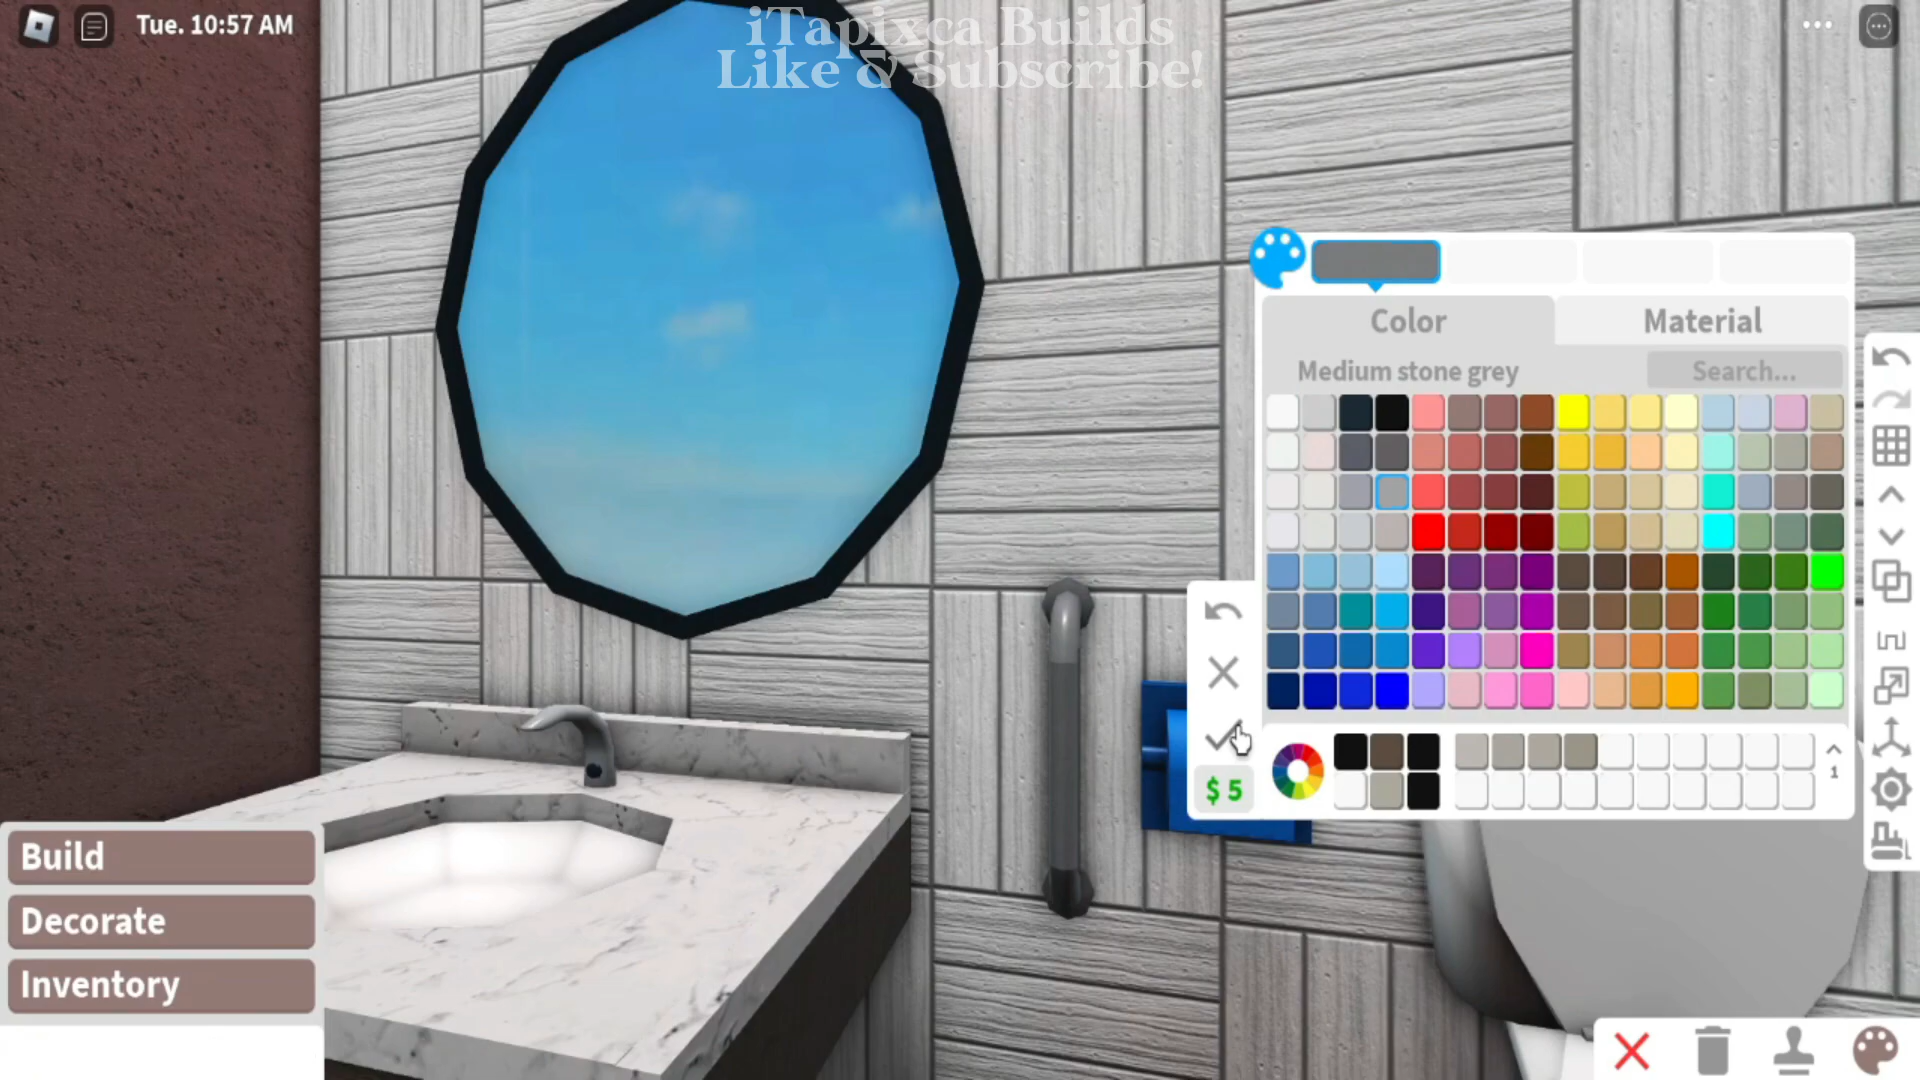 Tue. 10:57 AM
iTapixca Builds
Like & Subscribe!
Color
Material
Medium stone grey
Search...
$ 5
1
Build
Decorate
Inventory